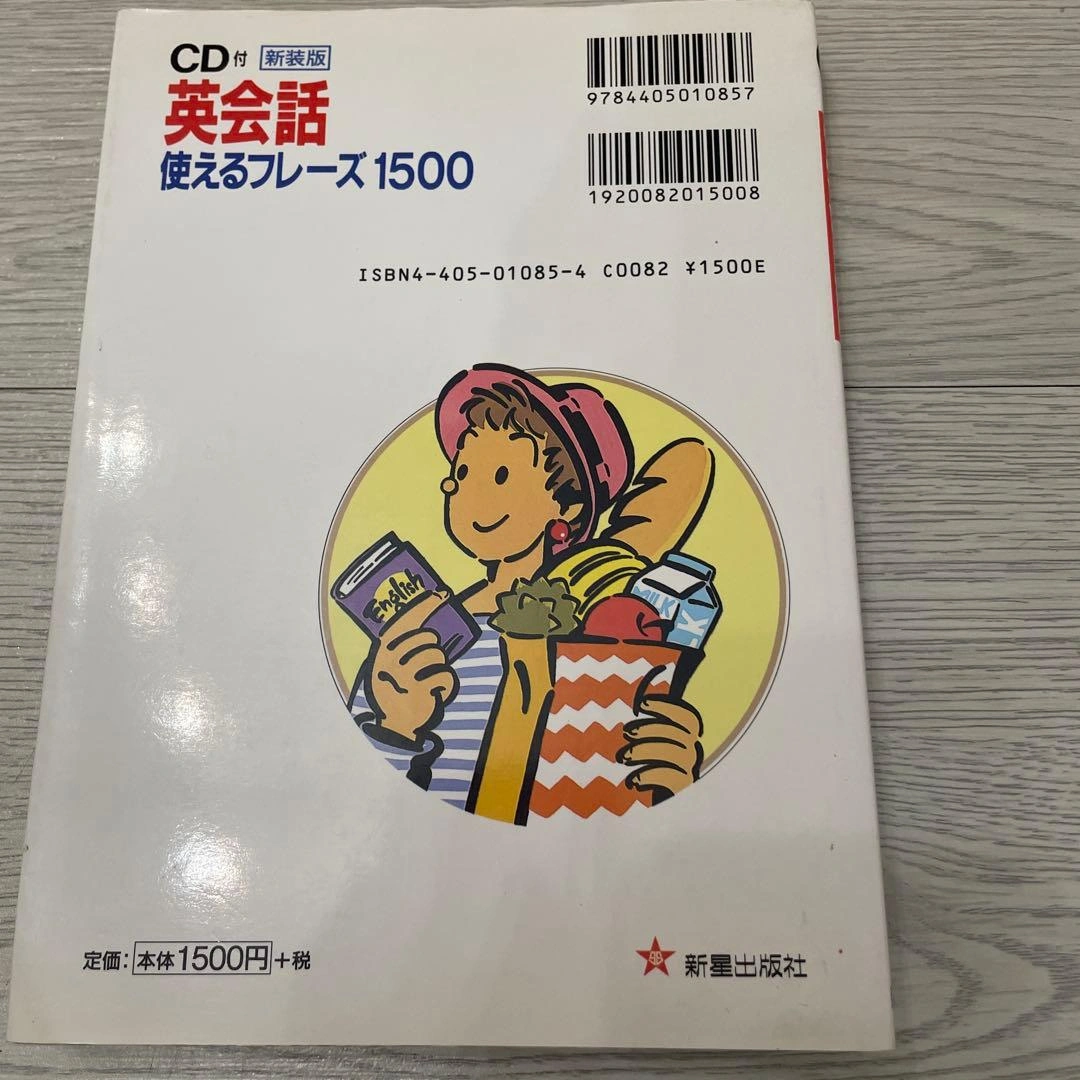 CD付 新装版
英会話
使えるフレーズ1500
9784405010857
1920082015008
ISBN4-405-01085-4 C0082 ¥1500E
English
MILK
LK
定価：本体1500円+税
新星出版社